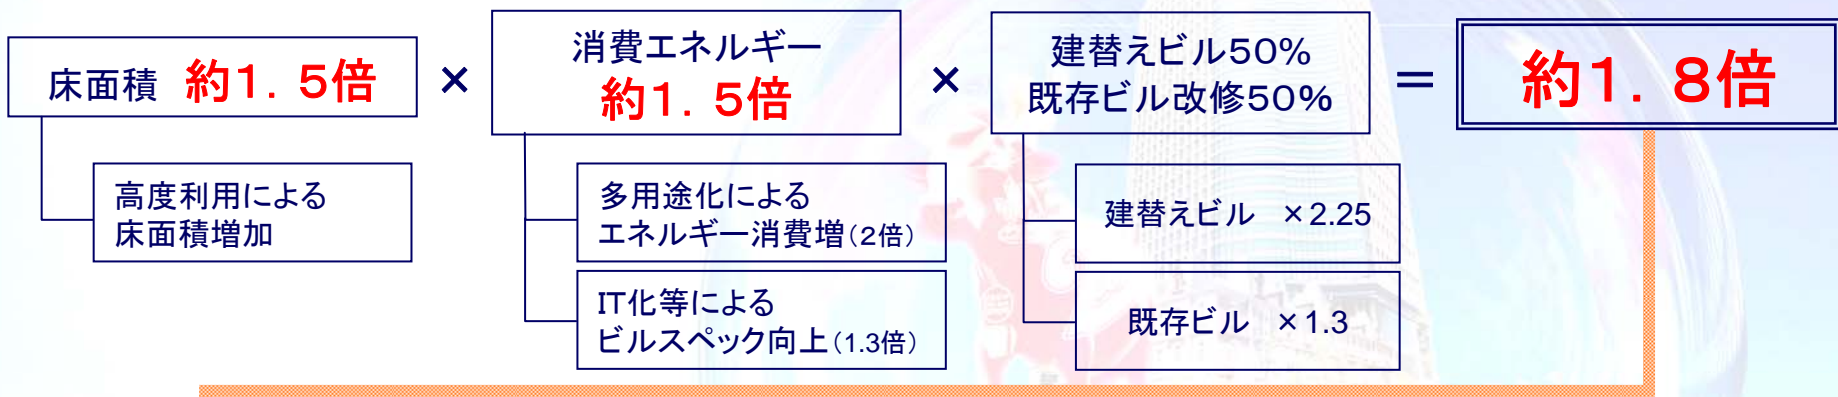 床面積 約1．5倍
×
消費エネルギー
約1．5倍
×
建替えビル50%
既存ビル改修50%
＝
約1．8倍
高度利用による
床面積増加
多用途化による
エネルギー消費増（2倍）
IT化等による
ビルスペック向上（1.3倍）
建替えビル ×2.25
既存ビル ×1.3